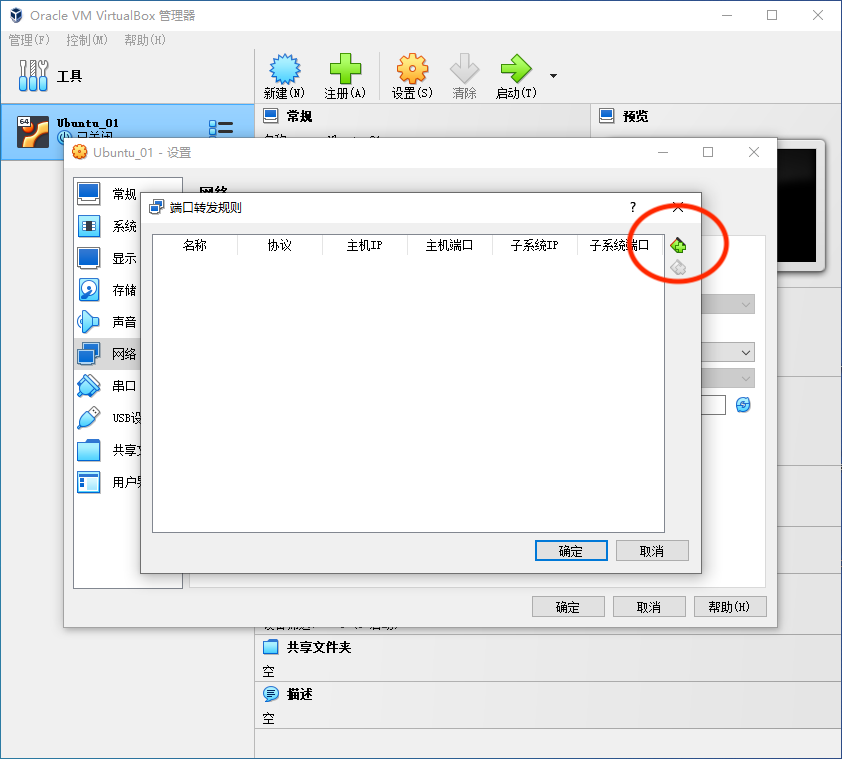 Oracle VM VirtualBox 管理器
管理(F) 控制(M) 帮助(H)
工具
新建(N) 注册(A) 设置(S) 清除 启动(T)
64
Ubuntu_01
已关闭
常规
预览
Ubuntu_01 - 设置
常规
系统
显示
存储
声音
网络
串口
USB设
共享
用户
网络
端口转发规则
?
名称 协议 主机IP 主机端口 子系统IP 子系统端口
确定 取消
确定 取消 帮助(H)
共享文件夹
空
描述
空